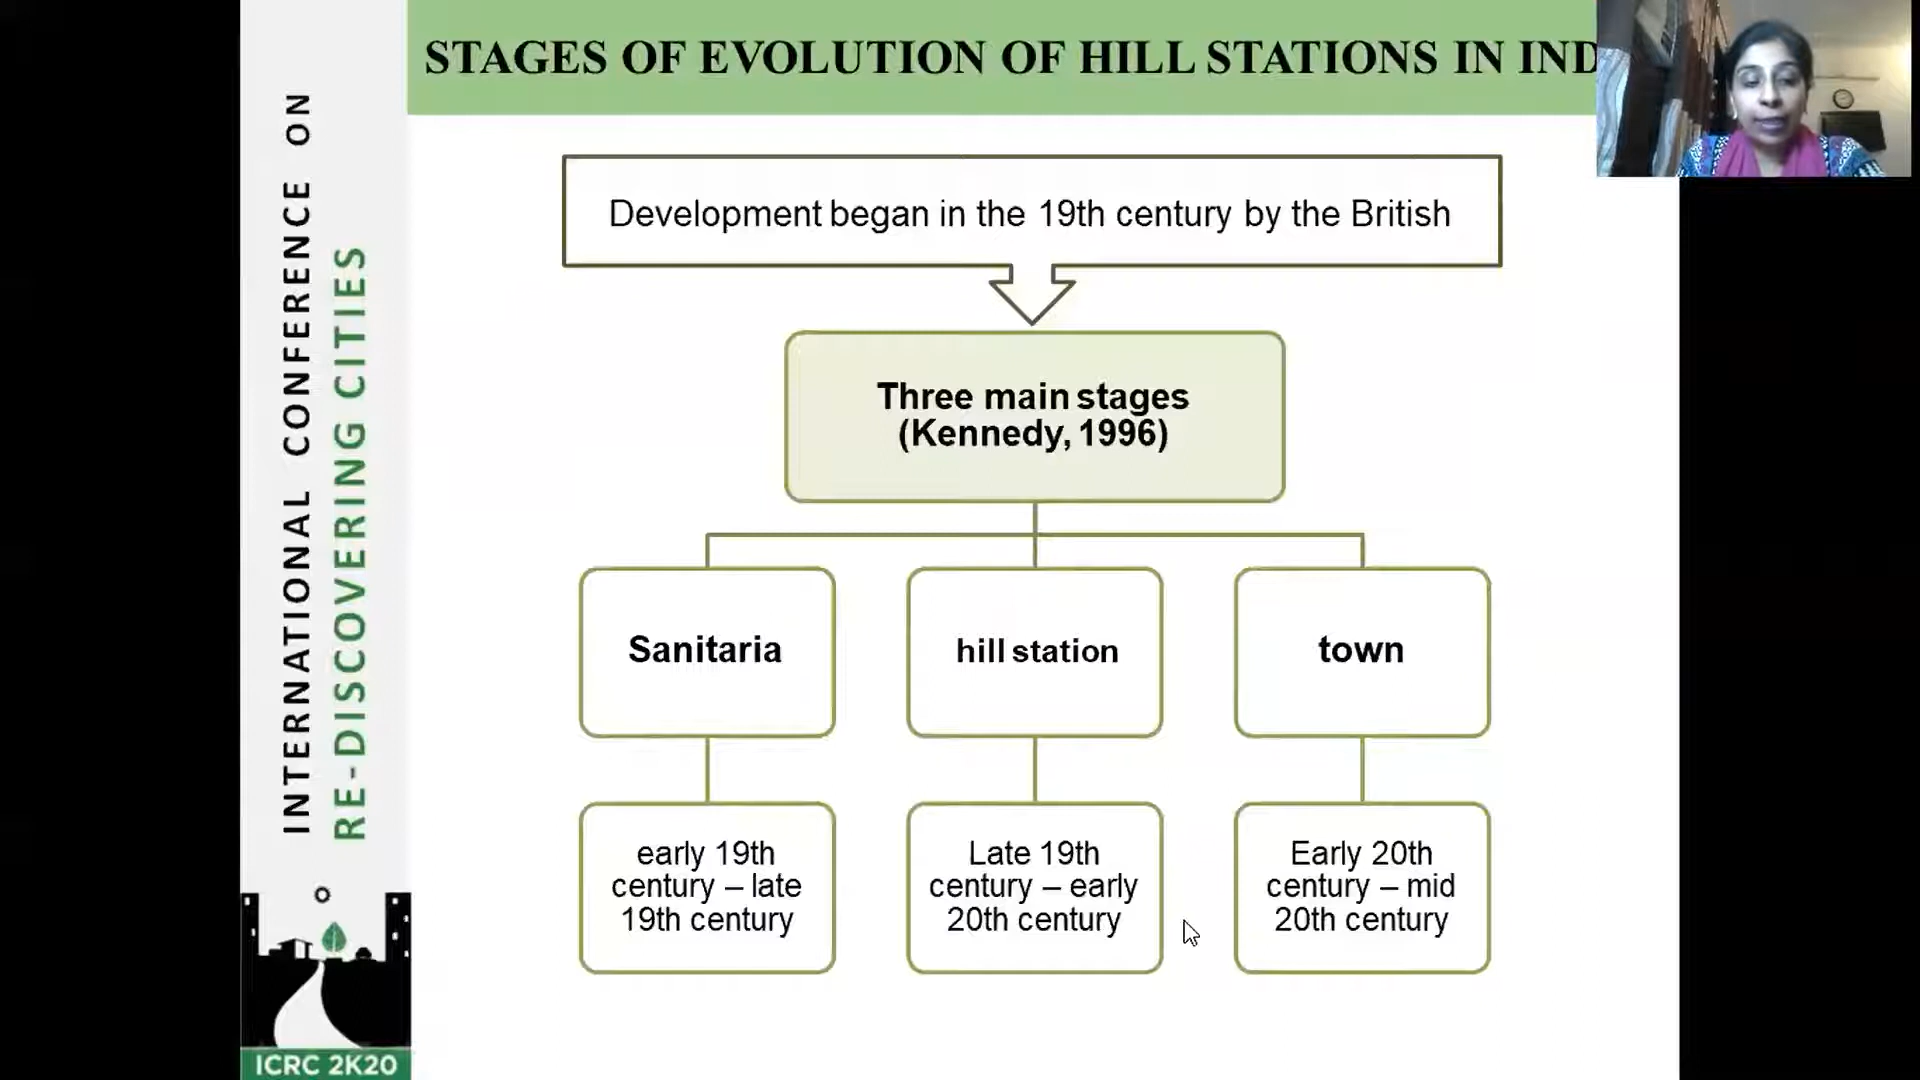 STAGES OF EVOLUTION OF HILL STATIONS IN IND
INTERNATIONAL CONFERENCE ON
RE-DISCOVERING CITIES
Development began in the 19th century by the British
Three main stages
(Kennedy, 1996)
Sanitaria
hill station
town
early 19th
century – late
19th century
Late 19th
century – early
20th century
Early 20th
century – mid
20th century
ICRC 2K20